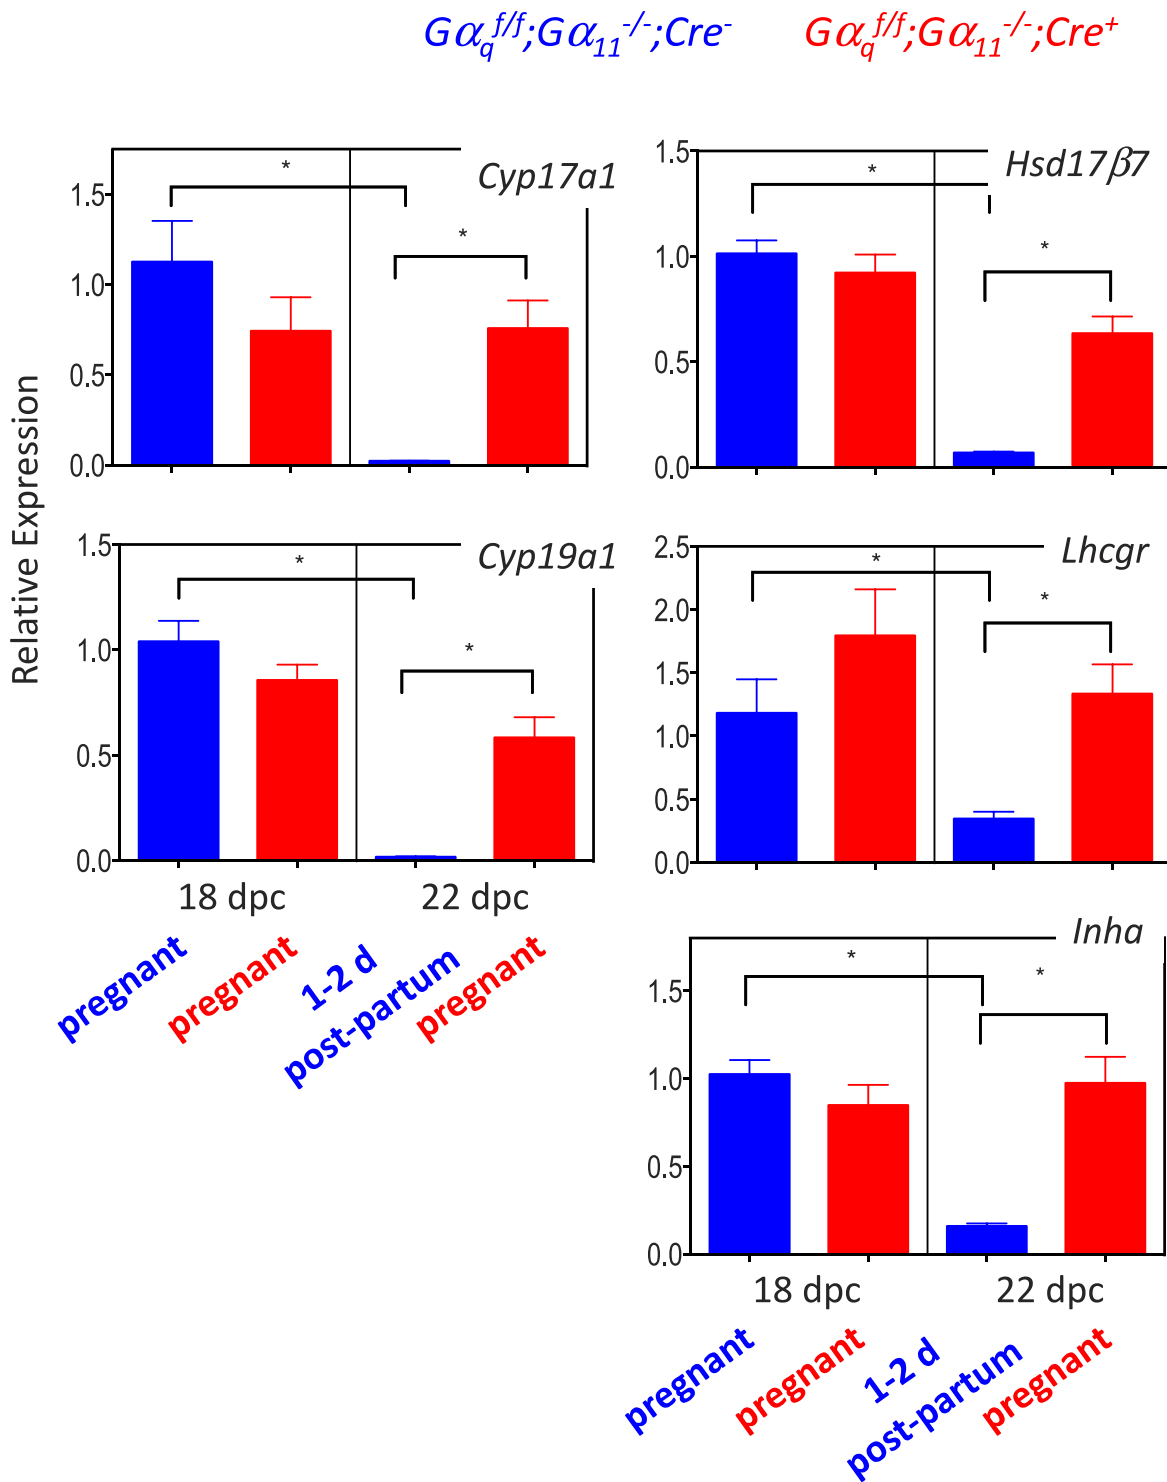 Gαq^f/f;Gα11^-/-;Cre^- Gαq^f/f;Gα11^-/-;Cre^+
Relative Expression
Cyp17a1
*
*
1.5
1.0
0.5
0.0
Hsd17β7
*
*
1.5
1.0
0.5
0.0
Cyp19a1
*
*
1.5
1.0
0.5
0.0
18 dpc 22 dpc
pregnant
pregnant
1-2 d
post-partum
pregnant
Lhcgr
*
*
2.5
2.0
1.5
1.0
0.5
0.0
Inha
*
*
1.5
1.0
0.5
0.0
18 dpc 22 dpc
pregnant
pregnant
1-2 d
post-partum
pregnant